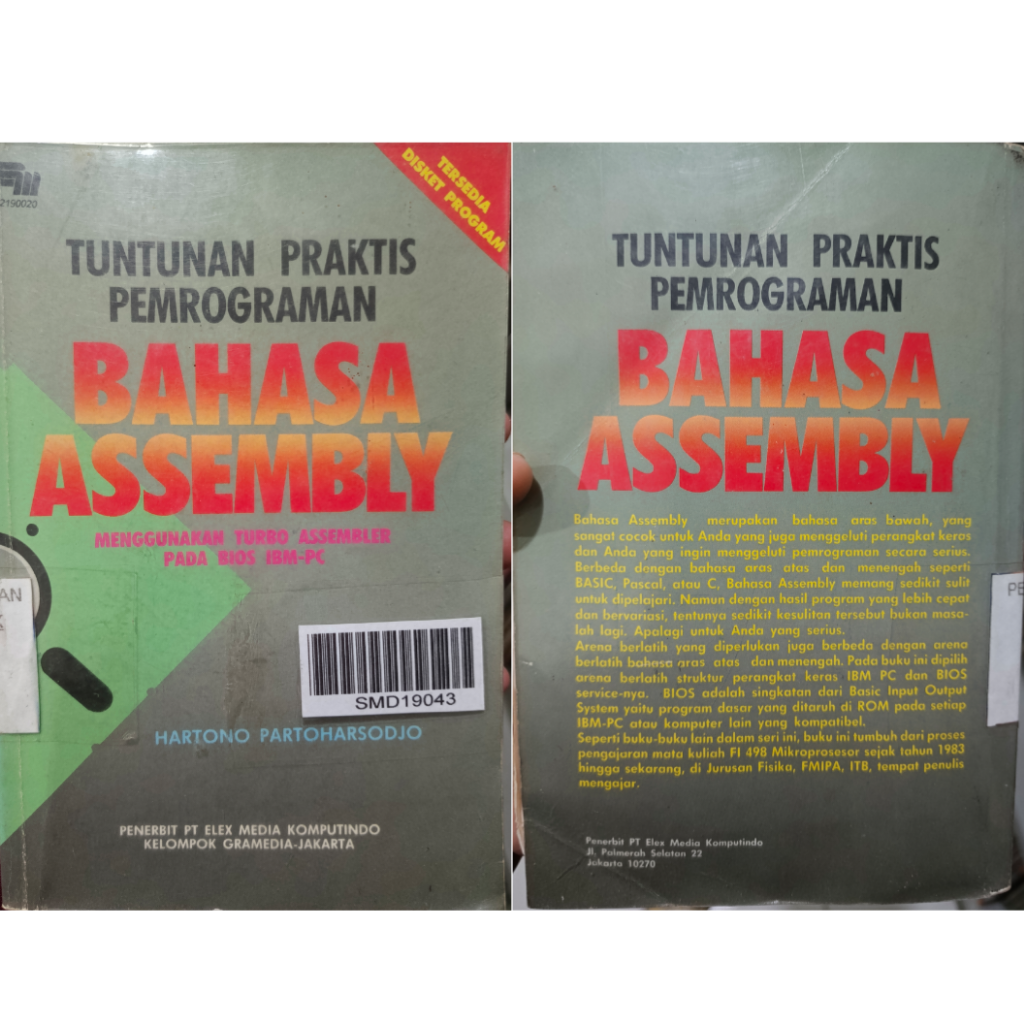 2190020
TERSEDIA
DISKET PROGRAM
TUNTUNAN PRAKTIS
PEMROGRAMAN
BAHASA
ASSEMBLY
MENGGUNAKAN TURBO ASSEMBLER
PADA BIOS IBM-PC
AN
K
SMD19043
HARTONO PARTOHARSODJO
PENERBIT PT ELEX MEDIA KOMPUTINDO
KELOMPOK GRAMEDIA-JAKARTA
TUNTUNAN PRAKTIS
PEMROGRAMAN
BAHASA
ASSEMBLY
Bahasa Assembly merupakan bahasa aras bawah, yang
sangat cocok untuk Anda yang juga menggeluti perangkat keras
dan Anda yang ingin menggeluti pemrograman secara serius.
Berbeda dengan bahasa aras atas dan menengah seperti
BASIC, Pascal, atau C, Bahasa Assembly memang sedikit sulit
untuk dipelajari. Namun dengan hasil program yang lebih cepat
dan bervariasi, tentunya sedikit kesulitan tersebut bukan masa-
lah lagi. Apalagi untuk Anda yang serius.
Arena berlatih yang diperlukan juga berbeda dengan arena
berlatih bahasa aras atas dan menengah. Pada buku ini dipilih
arena berlatih struktur perangkat keras IBM PC dan BIOS
service-nya. BIOS adalah singkatan dari Basic Input Output
System yaitu program dasar yang ditaruh di ROM pada setiap
IBM-PC atau komputer lain yang kompatibel.
Seperti buku-buku lain dalam seri ini, buku ini tumbuh dari proses
pengajaran mata kuliah FI 498 Mikroprosesor sejak tahun 1983
hingga sekarang, di Jurusan Fisika, FMIPA, ITB, tempat penulis
mengajar.
PE
Penerbit PT Elex Media Komputindo
Jl. Palmerah Selatan 22
Jakarta 10270